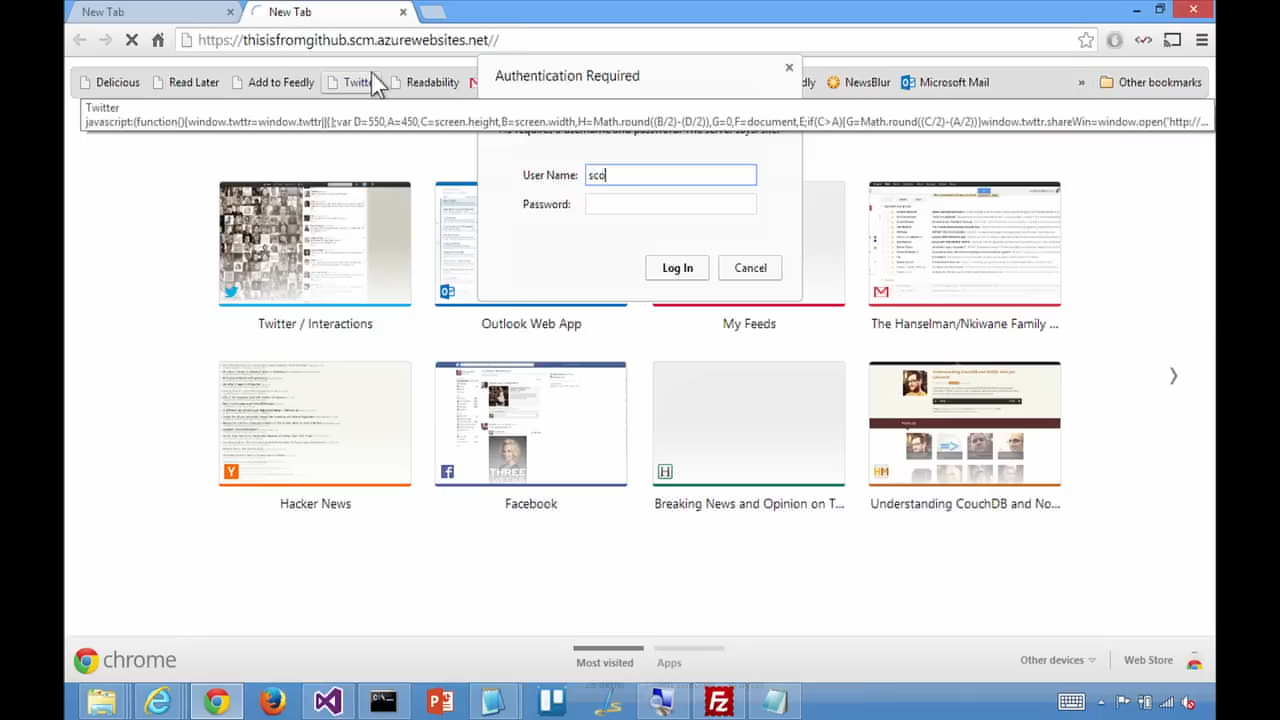 New Tab
New Tab
https://thisisfromgithub.scm.azurewebsites.net//
Authentication Required
Delicious
Read Later
Add to Feedly
Readability
NewsBlur
Microsoft Mail
»
Other bookmarks
Twitter
javascript:(function(){window.twttr=window.twttr||{};var D=550,A=450,C=screen.height,B=screen.width,H=Math.round((B/2)-(D/2)),G=0,F=document,E;if(C>A){G=Math.round((C/2)-(A/2))}window.twttr.shareWin=window.open('http://...
User Name: sco
Password:
Log In
Cancel
Twitter / Interactions
Outlook Web App
My Feeds
The Hanselman/Nkiwane Family ...
Hacker News
Facebook
Breaking News and Opinion on T...
Understanding CouchDB and No...
chrome
Most visited
Apps
Other devices
Web Store